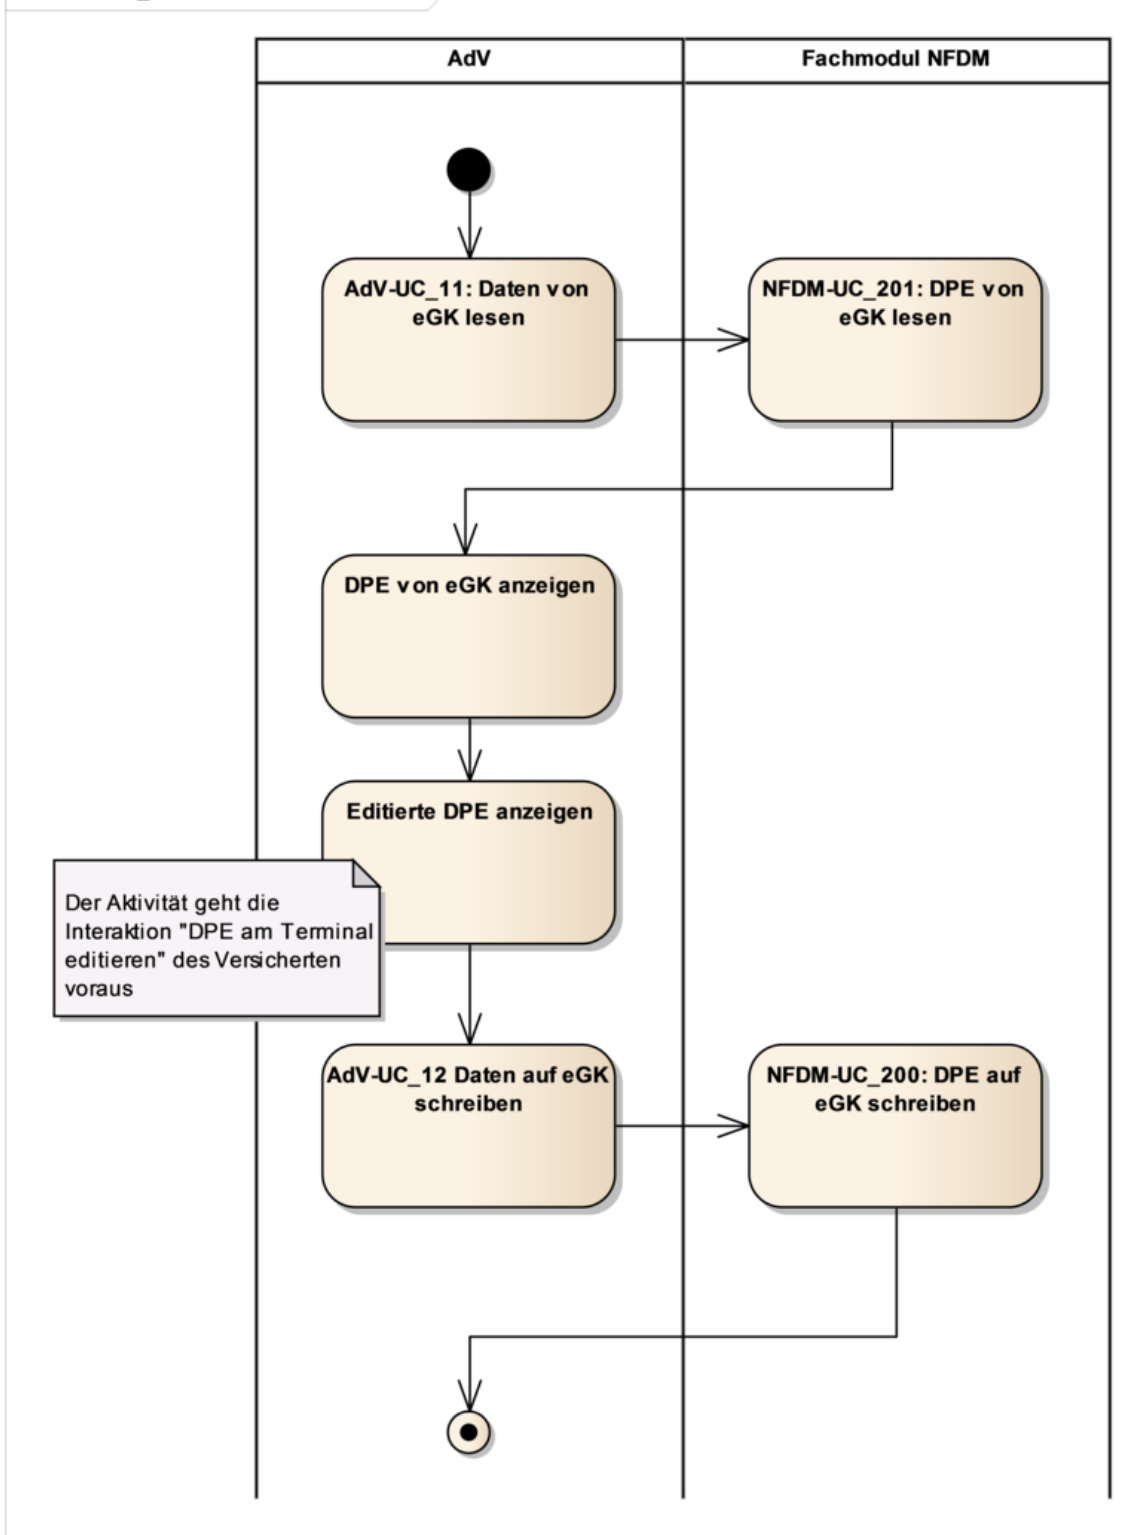 AdV
Fachmodul NFDM
AdV-UC_11: Daten von
eGK lesen
NFDM-UC_201: DPE von
eGK lesen
DPE von eGK anzeigen
Editierte DPE anzeigen
Der Aktivität geht die
Interaktion "DPE am Terminal
editieren" des Versicherten
voraus
AdV-UC_12 Daten auf eGK
schreiben
NFDM-UC_200: DPE auf
eGK schreiben